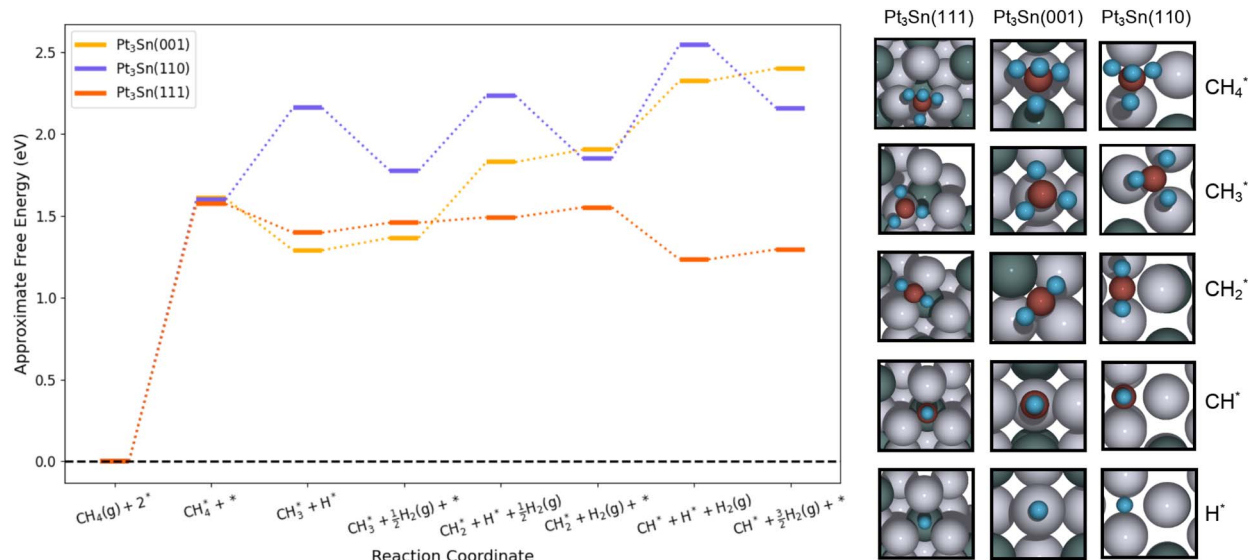 Pt₃Sn(001)
Pt₃Sn(110)
Pt₃Sn(111)
Approximate Free Energy (eV)
2.5
2.0
1.5
1.0
0.5
0.0
CH₄(g) + 2*
CH₄* + *
CH₃* + H*
CH₃* + ½H₂(g) + *
CH₂* + H* + ½H₂(g)
CH₂* + H₂(g) + *
CH* + H* + H₂(g)
CH* + 3/2H₂(g) + *
Reaction Coordinate
Pt₃Sn(111) Pt₃Sn(001) Pt₃Sn(110)
CH₄*
CH₃*
CH₂*
CH*
H*